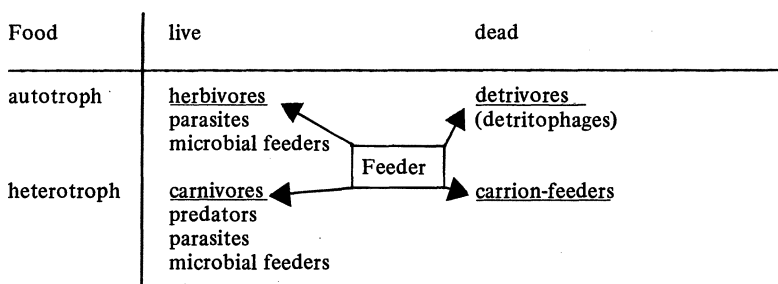 Food live dead
autotroph herbivores detrivores
parasites (detritophages)
microbial feeders
Feeder
heterotroph carnivores carrion-feeders
predators
parasites
microbial feeders